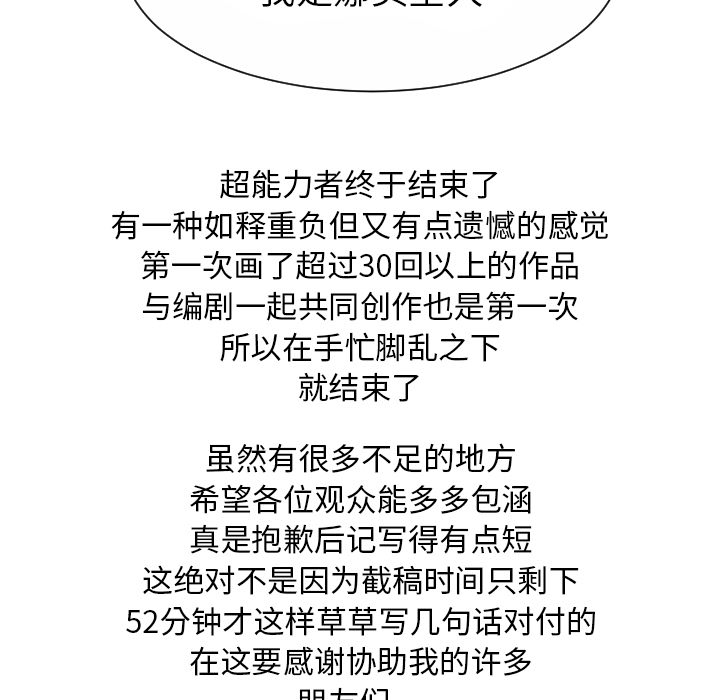 超能力者终于结束了
有一种如释重负但又有点遗憾的感觉
第一次画了超过30回以上的作品
与编剧一起共同创作也是第一次
所以在手忙脚乱之下
就结束了
虽然有很多不足的地方
希望各位观众能多多包涵
真是抱歉后记写得有点短
这绝对不是因为截稿时间只剩下
52分钟才这样草草写几句话对付的
在这要感谢协助我的许多
朋友们